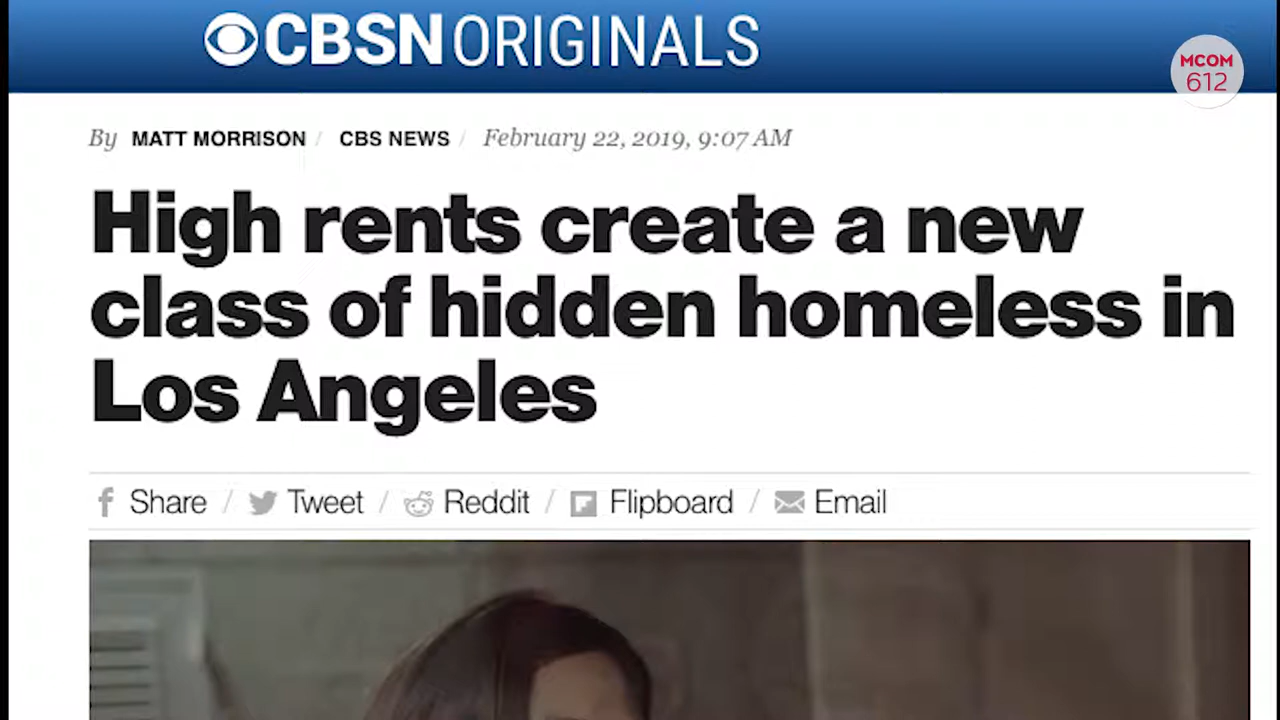 CBSN ORIGINALS
MCOM
612
By MATT MORRISON / CBS NEWS / February 22, 2019, 9:07 AM
High rents create a new
class of hidden homeless in
Los Angeles
Share / Tweet / Reddit / Flipboard / Email